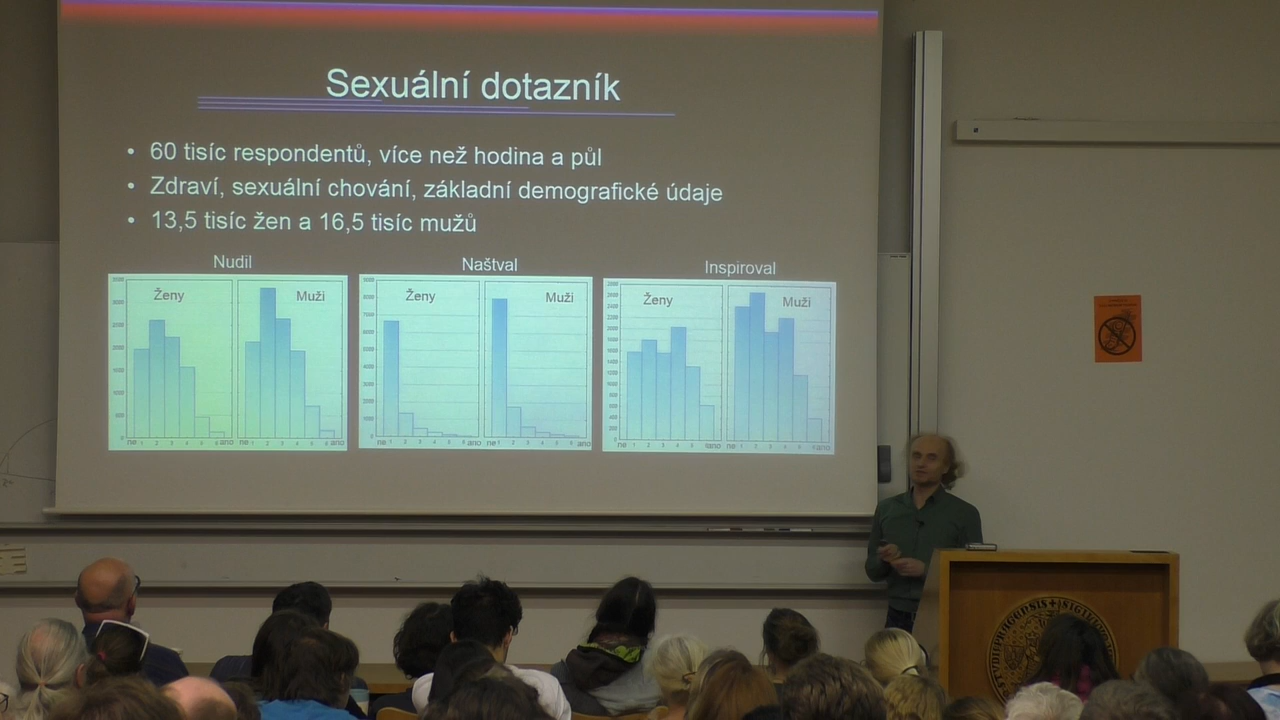 Sexuální dotazník
• 60 tisíc respondentů, více než hodina a půl
• Zdraví, sexuální chování, základní demografické údaje
• 13,5 tisíc žen a 16,5 tisíc mužů
Nudil
Naštval
Inspiroval
Ženy
Muži
Ženy
Muži
Ženy
Muži
ne
ano
ne
ano
ne
ano
ne
ano
ne
ano
ne
ano